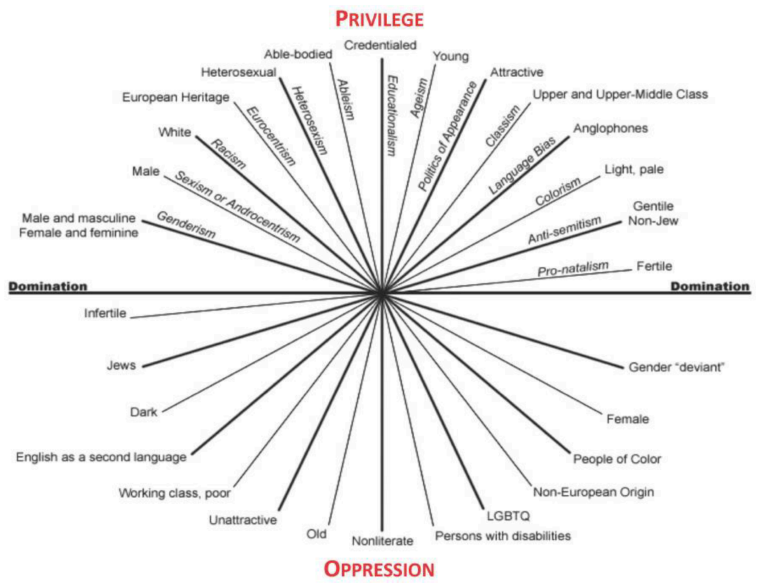 PRIVILEGE
Credentialed
Able-bodied
Young
Heterosexual
Attractive
European Heritage
Upper and Upper-Middle Class
White
Anglophones
Male
Light, pale
Male and masculine
Female and feminine
Gentile
Non-Jew
Fertile
Genderism
Sexism or Androcentrism
Racism
Eurocentrism
Heterosexism
Ableism
Educationalism
Ageism
Politics of Appearance
Classism
Language Bias
Colorism
Anti-semitism
Pro-natalism
Domination
Domination
Infertile
Jews
Gender “deviant”
Dark
Female
English as a second language
People of Color
Working class, poor
Non-European Origin
Unattractive
LGBTQ
Old
Persons with disabilities
Nonliterate
OPPRESSION